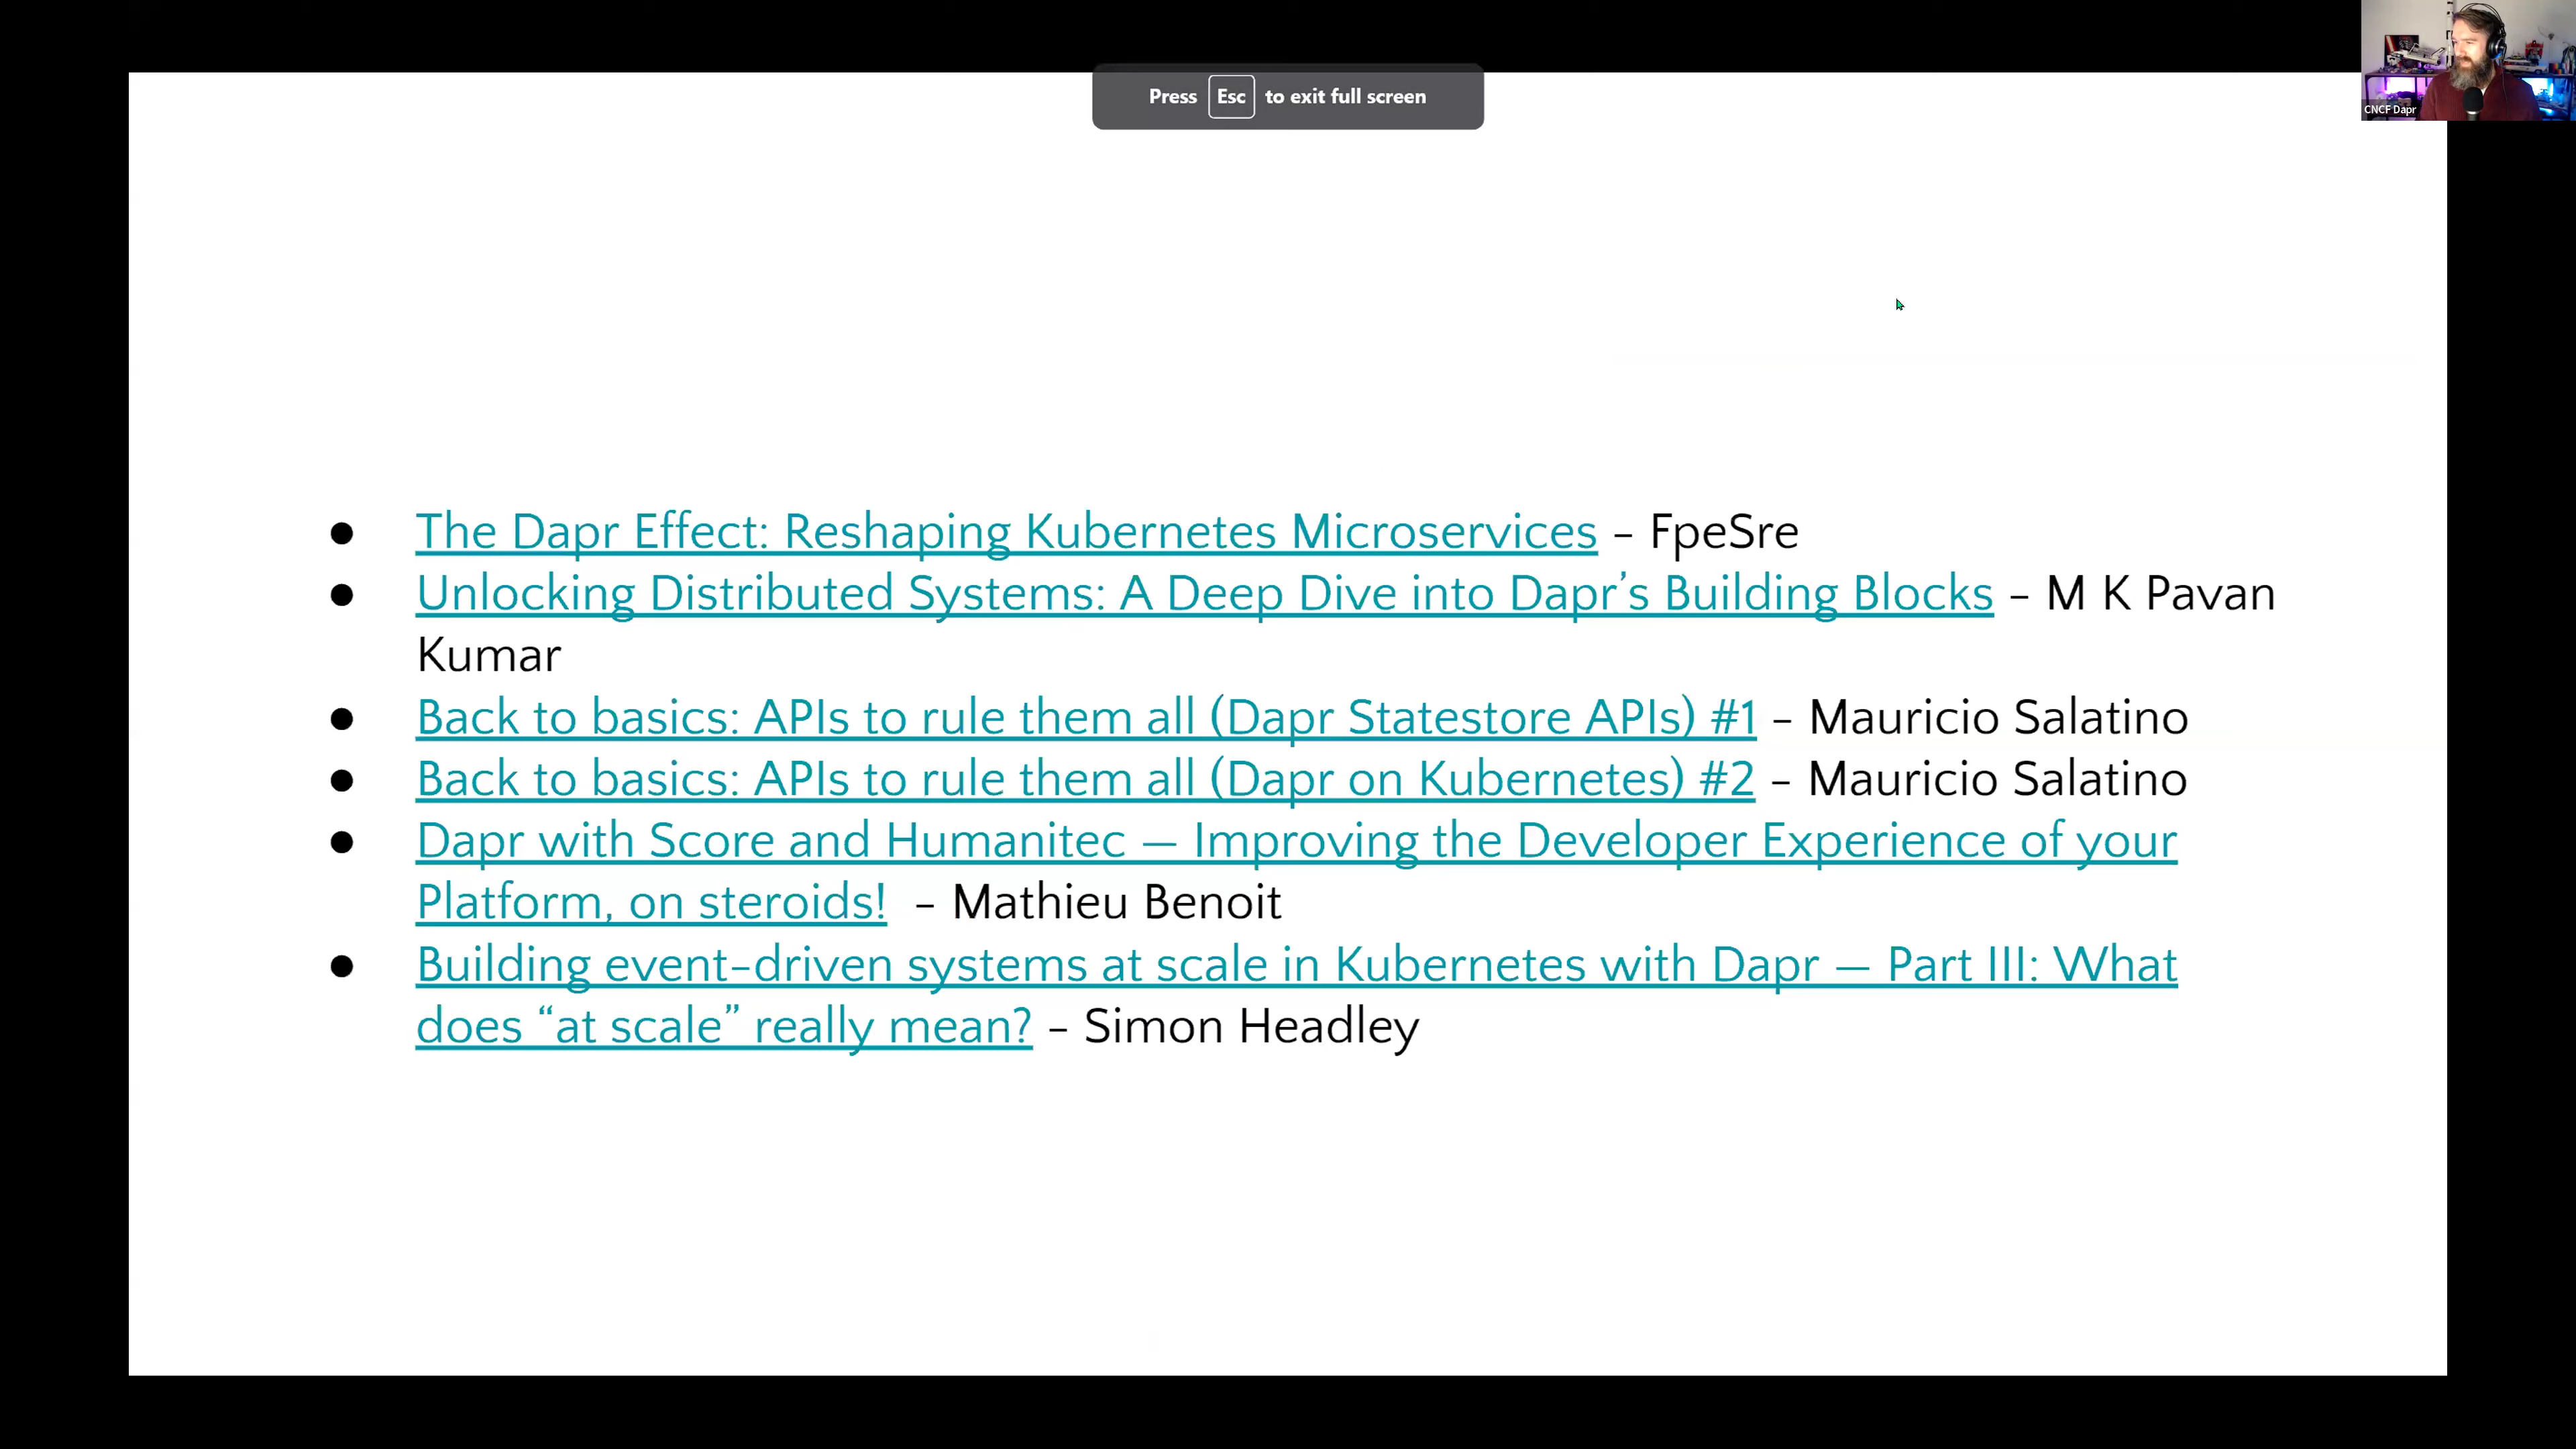 Press Esc to exit full screen
CNCF Dapr
● The Dapr Effect: Reshaping Kubernetes Microservices – FpeSre
● Unlocking Distributed Systems: A Deep Dive into Dapr’s Building Blocks – M K Pavan
Kumar
● Back to basics: APIs to rule them all (Dapr Statestore APIs) #1 – Mauricio Salatino
● Back to basics: APIs to rule them all (Dapr on Kubernetes) #2 – Mauricio Salatino
● Dapr with Score and Humanitec — Improving the Developer Experience of your
Platform, on steroids! – Mathieu Benoit
● Building event-driven systems at scale in Kubernetes with Dapr — Part III: What
does “at scale” really mean? – Simon Headley